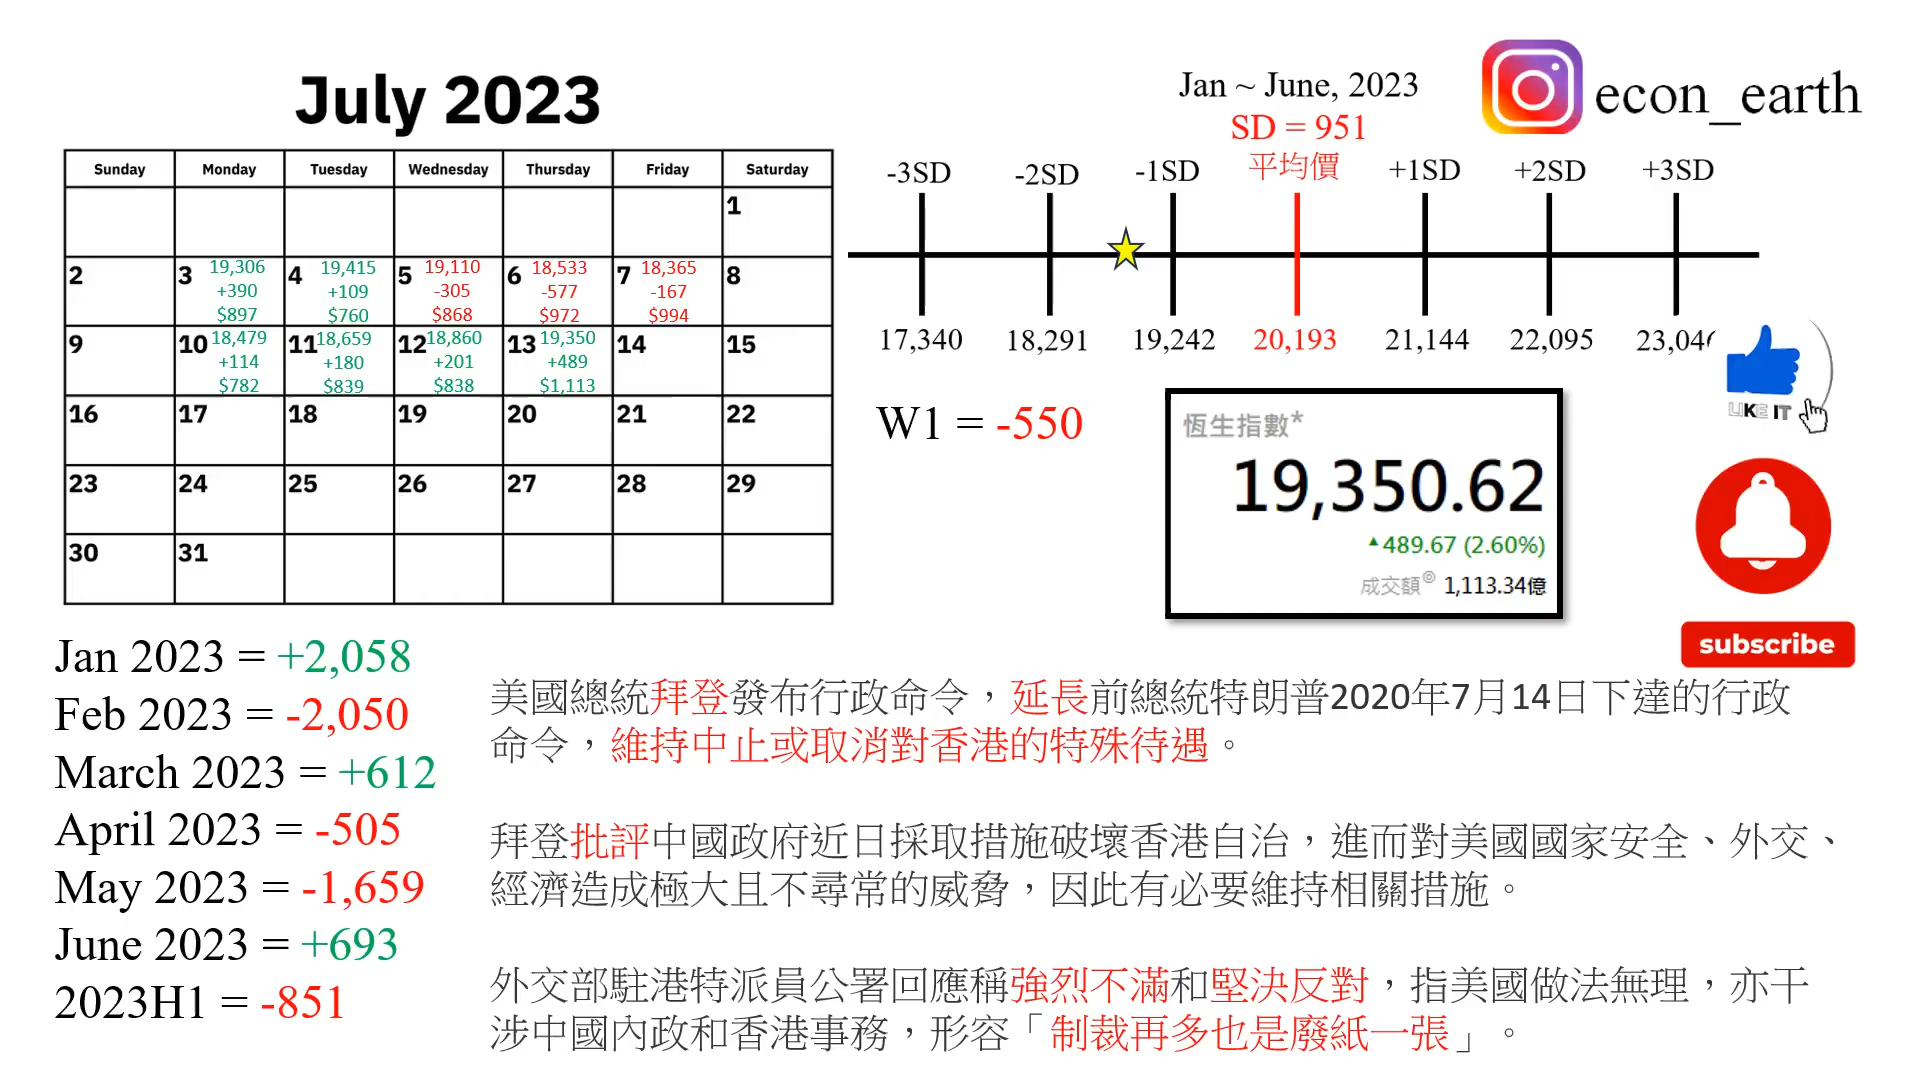 July 2023
Sunday Monday Tuesday Wednesday Thursday Friday Saturday
1
2 3 4 5 6 7 8
19,306 19,415 19,110 18,533 18,365
+390 +109 -305 -577 -167
$897 $760 $868 $972 $994
9 10 11 12 13 14 15
18,479 18,659 18,860 19,350
+114 +180 +201 +489
$782 $839 $838 $1,113
16 17 18 19 20 21 22
23 24 25 26 27 28 29
30 31
Jan ~ June, 2023
SD = 951
平均價
-3SD -2SD -1SD +1SD +2SD +3SD
17,340 18,291 19,242 20,193 21,144 22,095 23,046
econ_earth
LIKE IT
W1 = -550
恆生指數*
19,350.62
▲489.67 (2.60%)
成交額◎ 1,113.34億
subscribe
Jan 2023 = +2,058
Feb 2023 = -2,050
March 2023 = +612
April 2023 = -505
May 2023 = -1,659
June 2023 = +693
2023H1 = -851
美國總統拜登發布行政命令，延長前總統特朗普2020年7月14日下達的行政
命令，維持中止或取消對香港的特殊待遇。
拜登批評中國政府近日採取措施破壞香港自治，進而對美國國家安全、外交、
經濟造成極大且不尋常的威脅，因此有必要維持相關措施。
外交部駐港特派員公署回應稱強烈不滿和堅決反對，指美國做法無理，亦干
涉中國內政和香港事務，形容「制裁再多也是廢紙一張」。